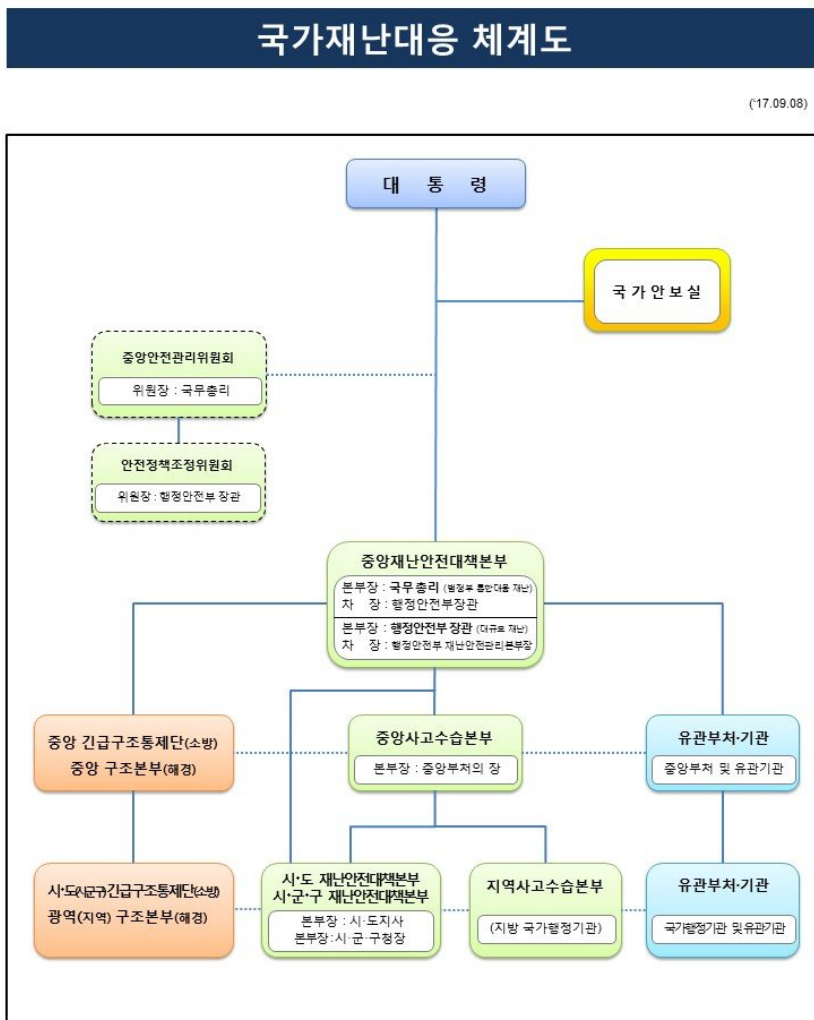 국가재난대응 체계도
('17.09.08)
대 통 령
국가안보실
중앙안전관리위원회
위원장 : 국무총리
안전정책조정위원회
위원장 : 행정안전부 장관
중앙재난안전대책본부
본부장 : 국무총리 (범정부 통합대응 재난)
차 장 : 행정안전부장관
본부장 : 행정안전부 장관 (대규모 재난)
차 장 : 행정안전부 재난안전관리본부장
중앙 긴급구조통제단(소방)
중앙 구조본부(해경)
중앙사고수습본부
본부장 : 중앙부처의 장
유관부처·기관
중앙부처 및 유관기관
시·도(시군구)긴급구조통제단(소방)
광역(지역) 구조본부(해경)
시·도 재난안전대책본부
시·군·구 재난안전대책본부
본부장 : 시·도지사
본부장:시·군·구청장
지역사고수습본부
(지방 국가행정기관)
유관부처·기관
국가행정기관 및 유관기관